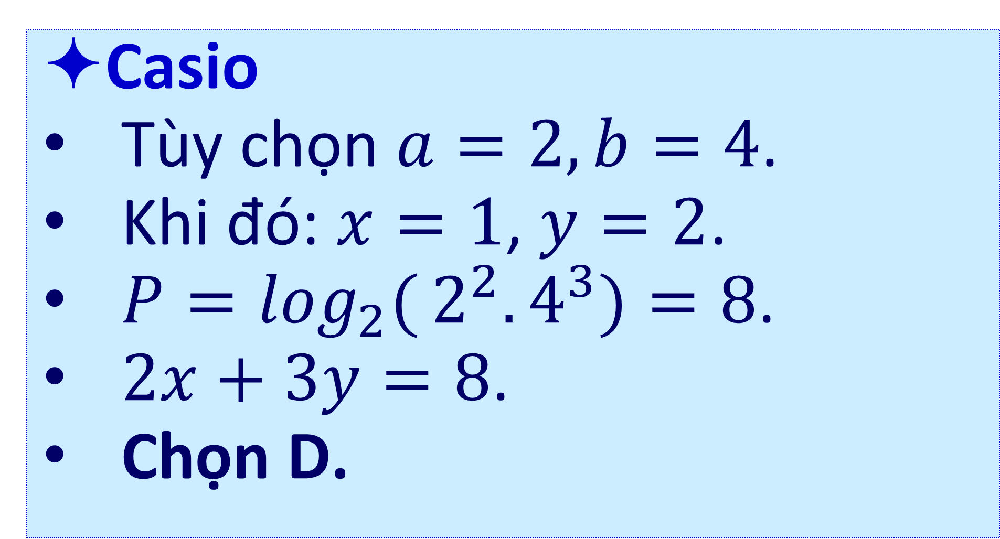 ✦Casio
• Tùy chọn a = 2, b = 4.
• Khi đó: x = 1, y = 2.
• P = log₂( 2². 4³) = 8.
• 2x + 3y = 8.
• Chọn D.